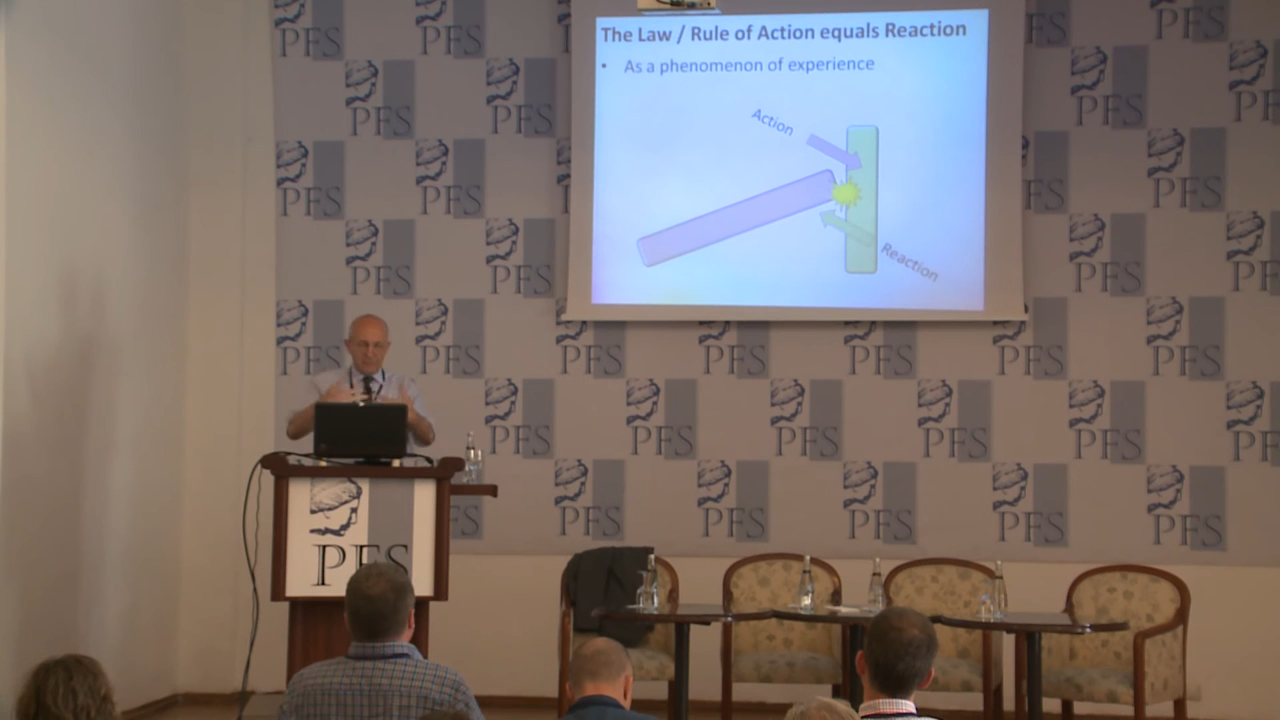 The Law / Rule of Action equals Reaction
• As a phenomenon of experience
Action
Reaction
PFS